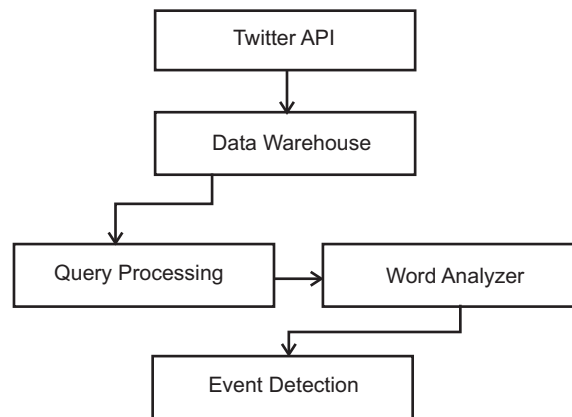 Twitter API
Data Warehouse
Query Processing
Word Analyzer
Event Detection